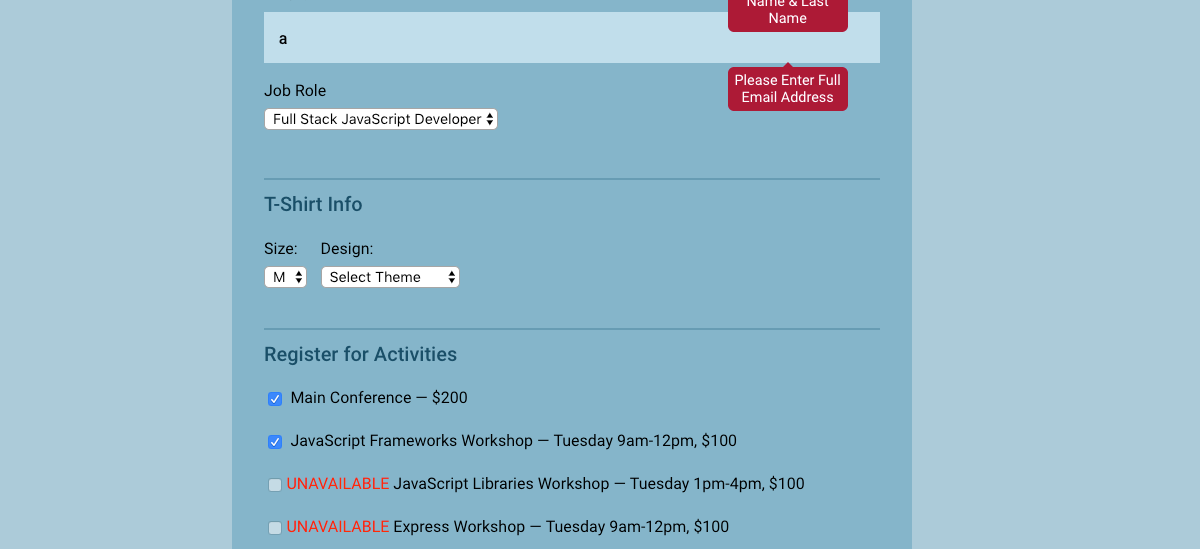 Name & Last
Name
a
Please Enter Full
Email Address
Job Role
Full Stack JavaScript Developer
T-Shirt Info
Size: Design:
M Select Theme
Register for Activities
Main Conference — $200
JavaScript Frameworks Workshop — Tuesday 9am-12pm, $100
UNAVAILABLE JavaScript Libraries Workshop — Tuesday 1pm-4pm, $100
UNAVAILABLE Express Workshop — Tuesday 9am-12pm, $100